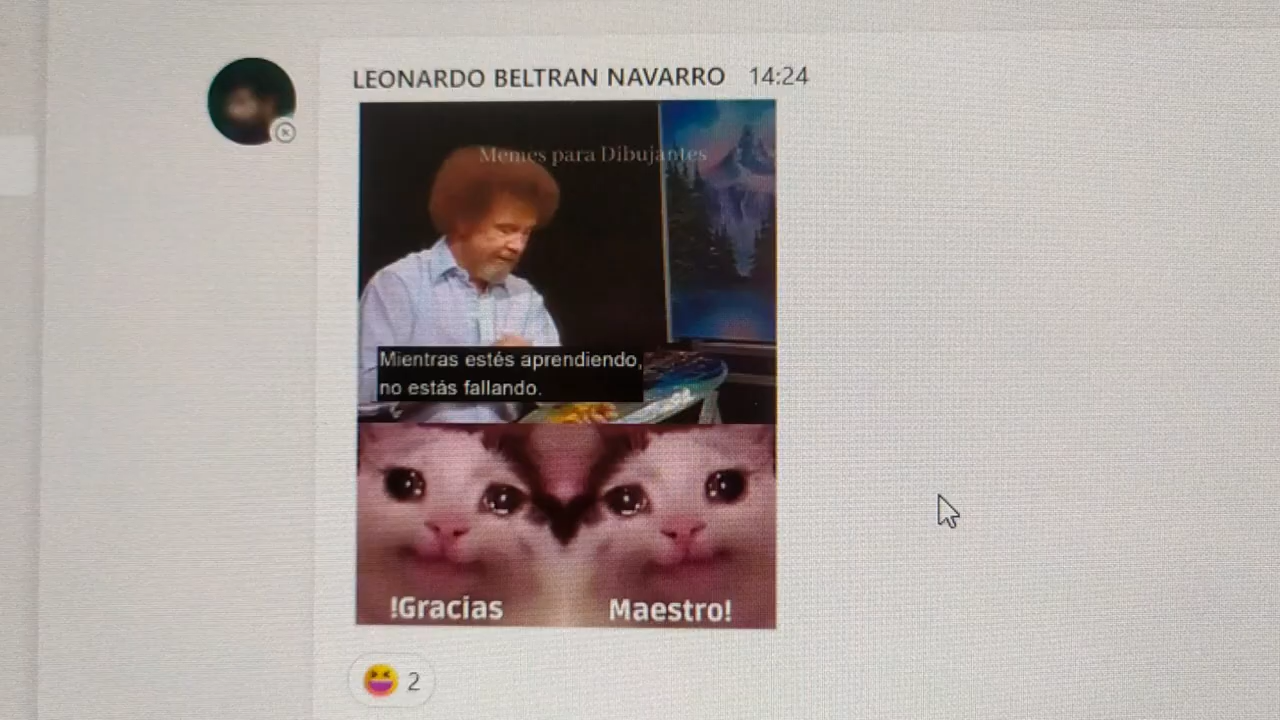 LEONARDO BELTRAN NAVARRO 14:24
Memes para Dibujantes
Mientras estés aprendiendo,
no estás fallando.
!Gracias Maestro!
2